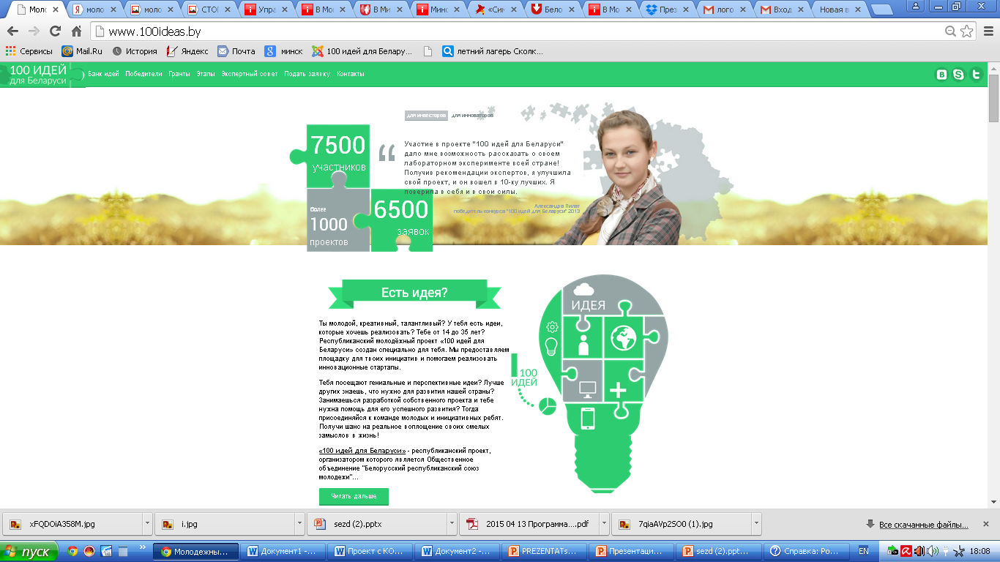 Моло
моло
моло
СТОІ
Упра
В Мог
В Ми
Минс
«Сим
Бело
В Мо
През
лого
Вход
Новая в
www.100ideas.by
Сервисы
Mail.Ru
История
Яндекс
Почта
минск
100 идей для Белару...
летний лагерь Сколк...
100 ИДЕЙ
для Беларуси
Банк идей
Победители
Гранты
Этапы
Экспертный совет
Подать заявку
Контакты
для инвесторов
для инноваторов
7500
участников
Более
1000
проектов
6500
заявок
Участие в проекте "100 идей для Беларуси"
дало мне возможность рассказать о своем
лабораторном эксперименте всей стране!
Получив рекомендации экспертов, я улучшила
свой проект, и он вошел в 10-ку лучших. Я
поверила в себя и в свои силы.
Александра Пилат
победитель конкурса "100 идей для Беларуси" 2013
Есть идея?
Ты молодой, креативный, талантливый? У тебя есть идеи,
которые хочешь реализовать? Тебе от 14 до 35 лет?
Республиканский молодёжный проект «100 идей для
Беларуси» создан специально для тебя. Мы предоставляем
площадку для твоих инициатив и помогаем реализовать
инновационные стартапы.
Тебя посещают гениальные и перспективные идеи? Лучше
других знаешь, что нужно для развития нашей страны?
Занимаешься разработкой собственного проекта и тебе
нужна помощь для его успешного развития? Тогда
присоединяйся к команде молодых и инициативных ребят.
Получи шанс на реальное воплощение своих смелых
замыслов в жизнь!
«100 идей для Беларуси» - республиканский проект,
организатором которого является Общественное
объединение "Белорусский республиканский союз
молодежи"...
Читать дальше
ИДЕЯ
100
ИДЕЙ
xFQDOiA358M.jpg
i.jpg
sezd (2).pptx
2015 04 13 Программа....pdf
7qiaAVp2SO0 (1).jpg
Все скачанные файлы...
пуск
Молодежны...
Документ1 -...
Проект с КО...
Документ2 -...
PREZENTATs...
Презентаци...
sezd (2).ppt...
Справка: Ро...
EN
18:08